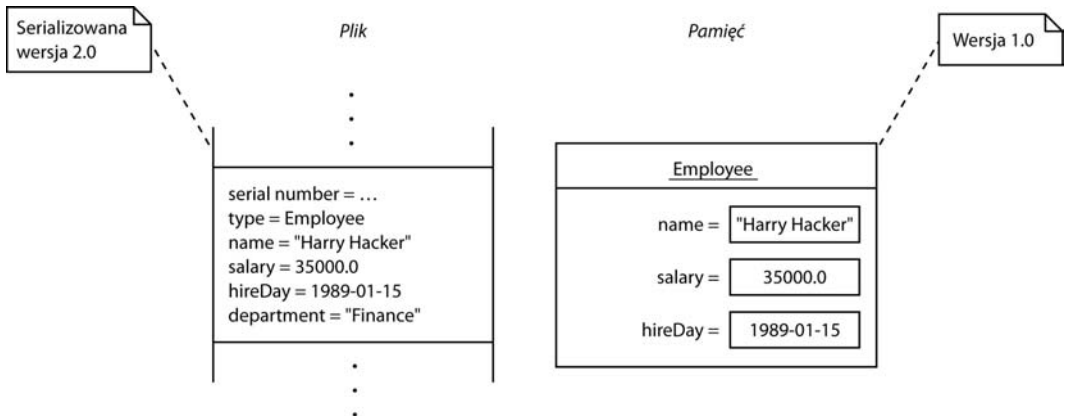 Serializowana
wersja 2.0
Plik
Pamięć
Wersja 1.0
serial number = …
type = Employee
name = "Harry Hacker"
salary = 35000.0
hireDay = 1989-01-15
department = "Finance"
Employee
name = "Harry Hacker"
salary = 35000.0
hireDay = 1989-01-15